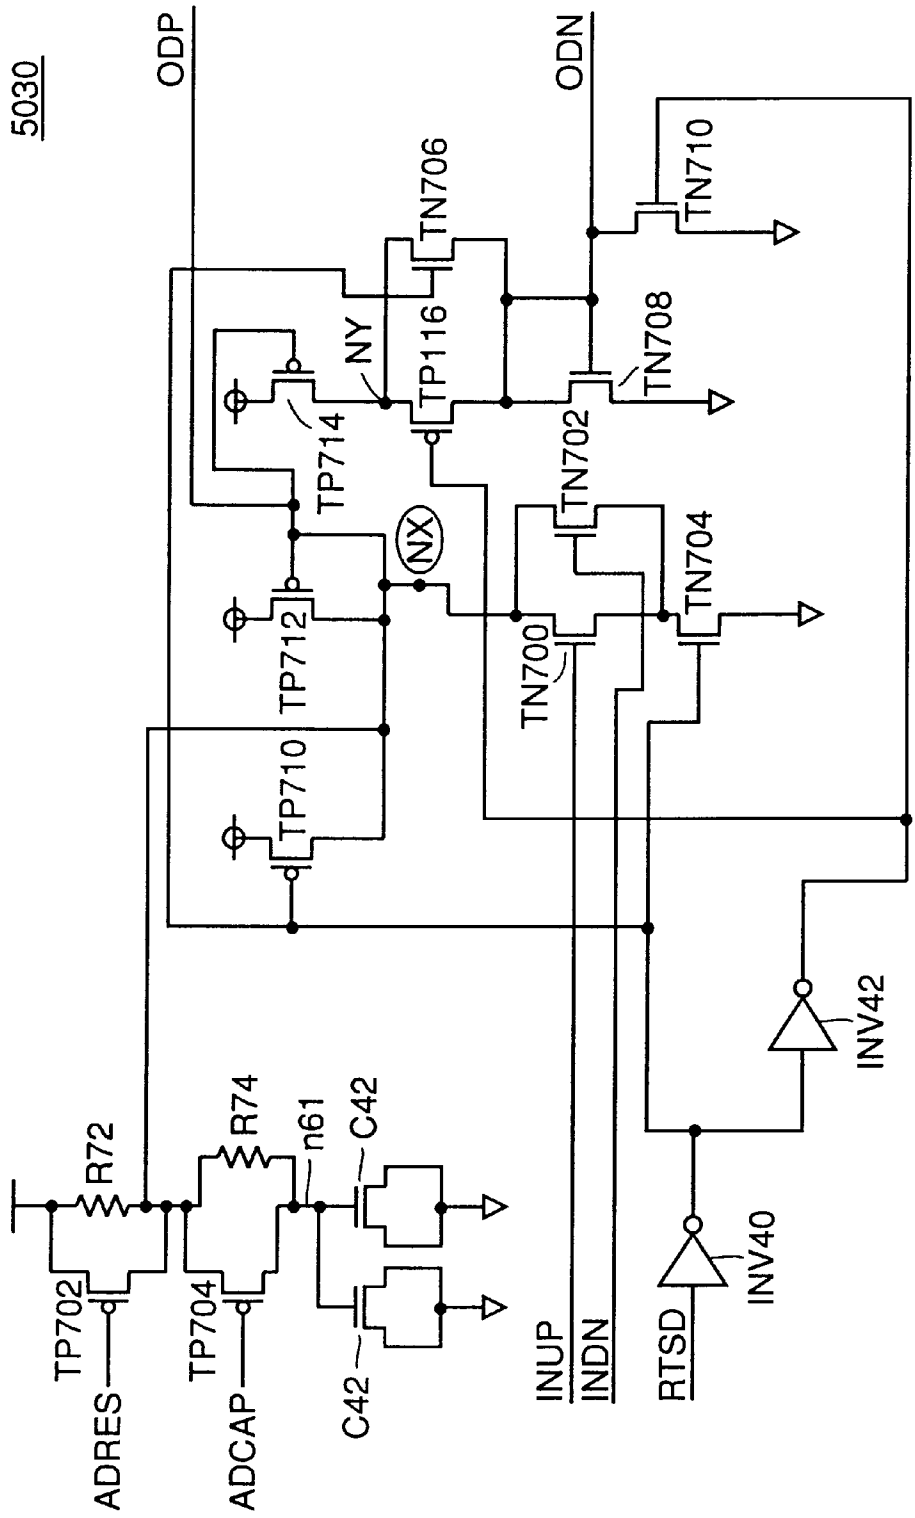 5030
ODP
ODN
TN706
TN710
NY
TP116
TN708
TP714
TN702
NX
TN704
TP712
TN700
TP710
R72
R74
n61
C42
C42
TP702
TP704
ADRES
ADCAP
INUP
INDN
RTSD
INV40
INV42